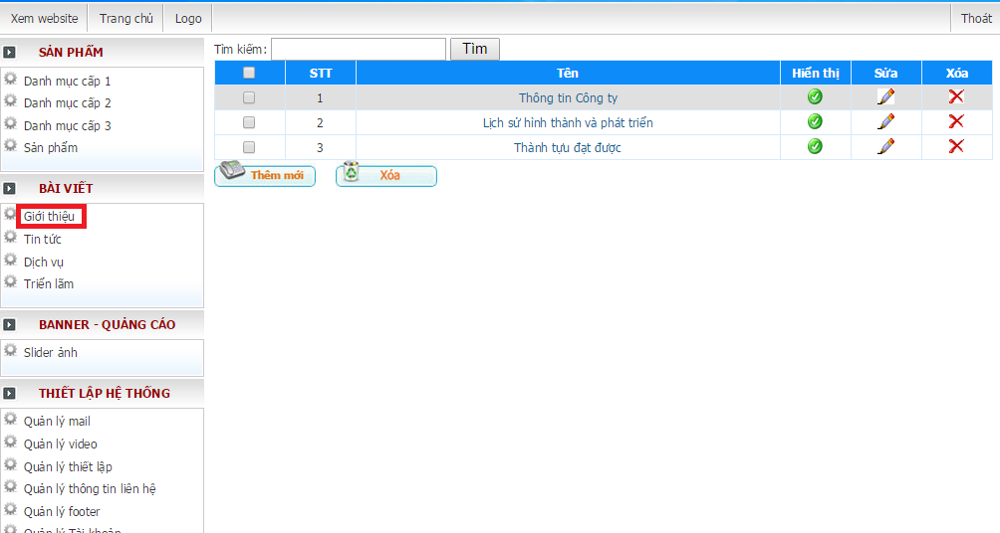 Xem website Trang chủ Logo Thoát
SẢN PHẨM
Danh mục cấp 1
Danh mục cấp 2
Danh mục cấp 3
Sản phẩm
BÀI VIẾT
Giới thiệu
Tin tức
Dịch vụ
Triển lãm
BANNER - QUẢNG CÁO
Slider ảnh
THIẾT LẬP HỆ THỐNG
Quản lý mail
Quản lý video
Quản lý thiết lập
Quản lý thông tin liên hệ
Quản lý footer
Quản lý Tài khoản
Tìm kiếm: Tìm
STT Tên Hiển thị Sửa Xóa
1 Thông tin Công ty
2 Lịch sử hình thành và phát triển
3 Thành tựu đạt được
Thêm mới Xóa